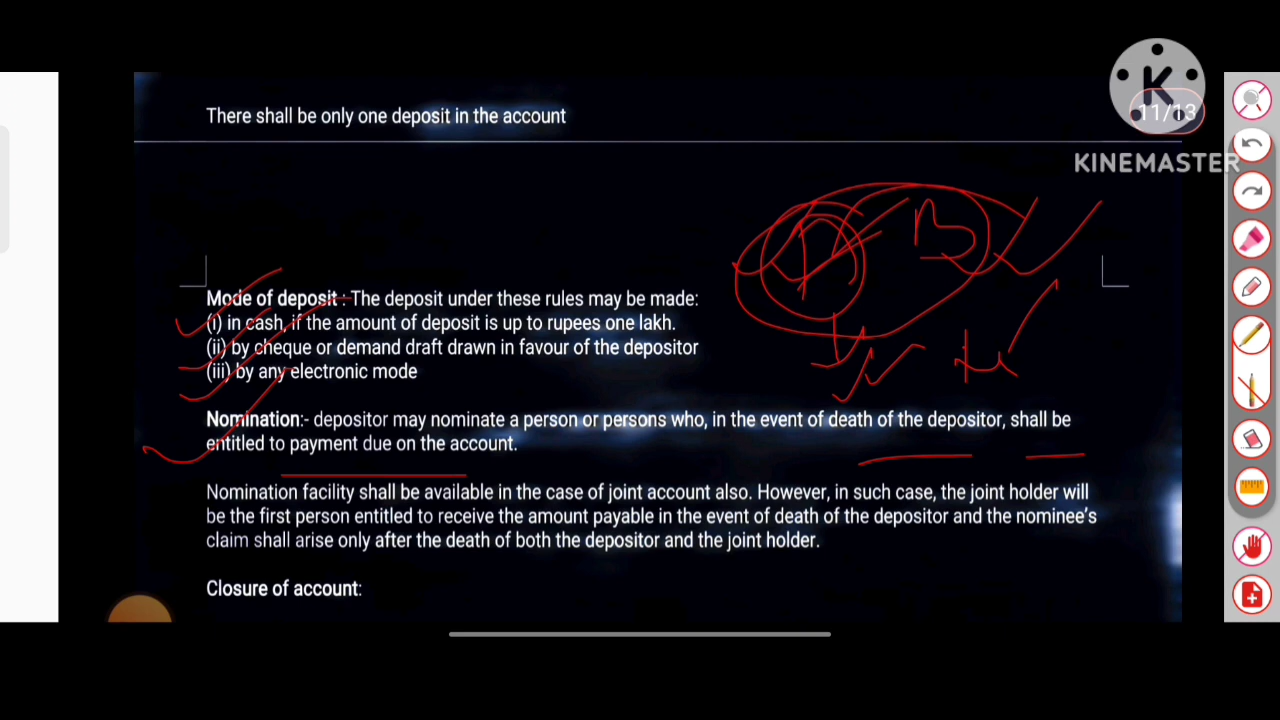 There shall be only one deposit in the account
11/13
K
KINEMASTER
B
Mode of deposit : The deposit under these rules may be made:
(i) in cash, if the amount of deposit is up to rupees one lakh.
(ii) by cheque or demand draft drawn in favour of the depositor
(iii) by any electronic mode
Nomination:- depositor may nominate a person or persons who, in the event of death of the depositor, shall be
entitled to payment due on the account.
Nomination facility shall be available in the case of joint account also. However, in such case, the joint holder will
be the first person entitled to receive the amount payable in the event of death of the depositor and the nominee's
claim shall arise only after the death of both the depositor and the joint holder.
Closure of account: